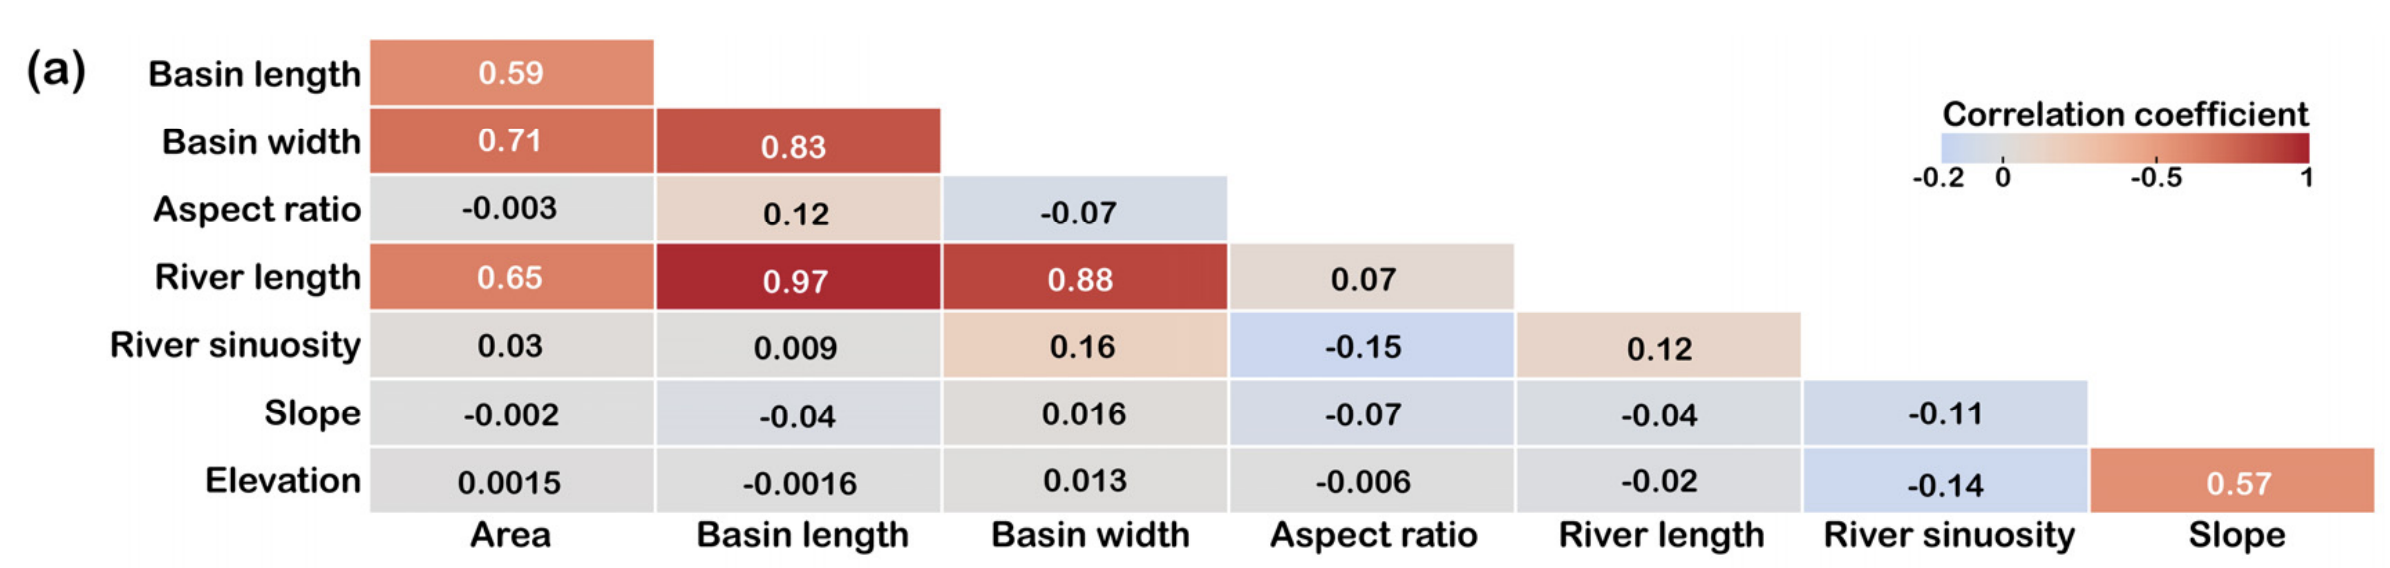 (a)
Basin length 0.59
Correlation coefficient
-0.2 0 -0.5 1
Basin width 0.71 0.83
Aspect ratio -0.003 0.12 -0.07
River length 0.65 0.97 0.88 0.07
River sinuosity 0.03 0.009 0.16 -0.15 0.12
Slope -0.002 -0.04 0.016 -0.07 -0.04 -0.11
Elevation 0.0015 -0.0016 0.013 -0.006 -0.02 -0.14 0.57
Area Basin length Basin width Aspect ratio River length River sinuosity Slope